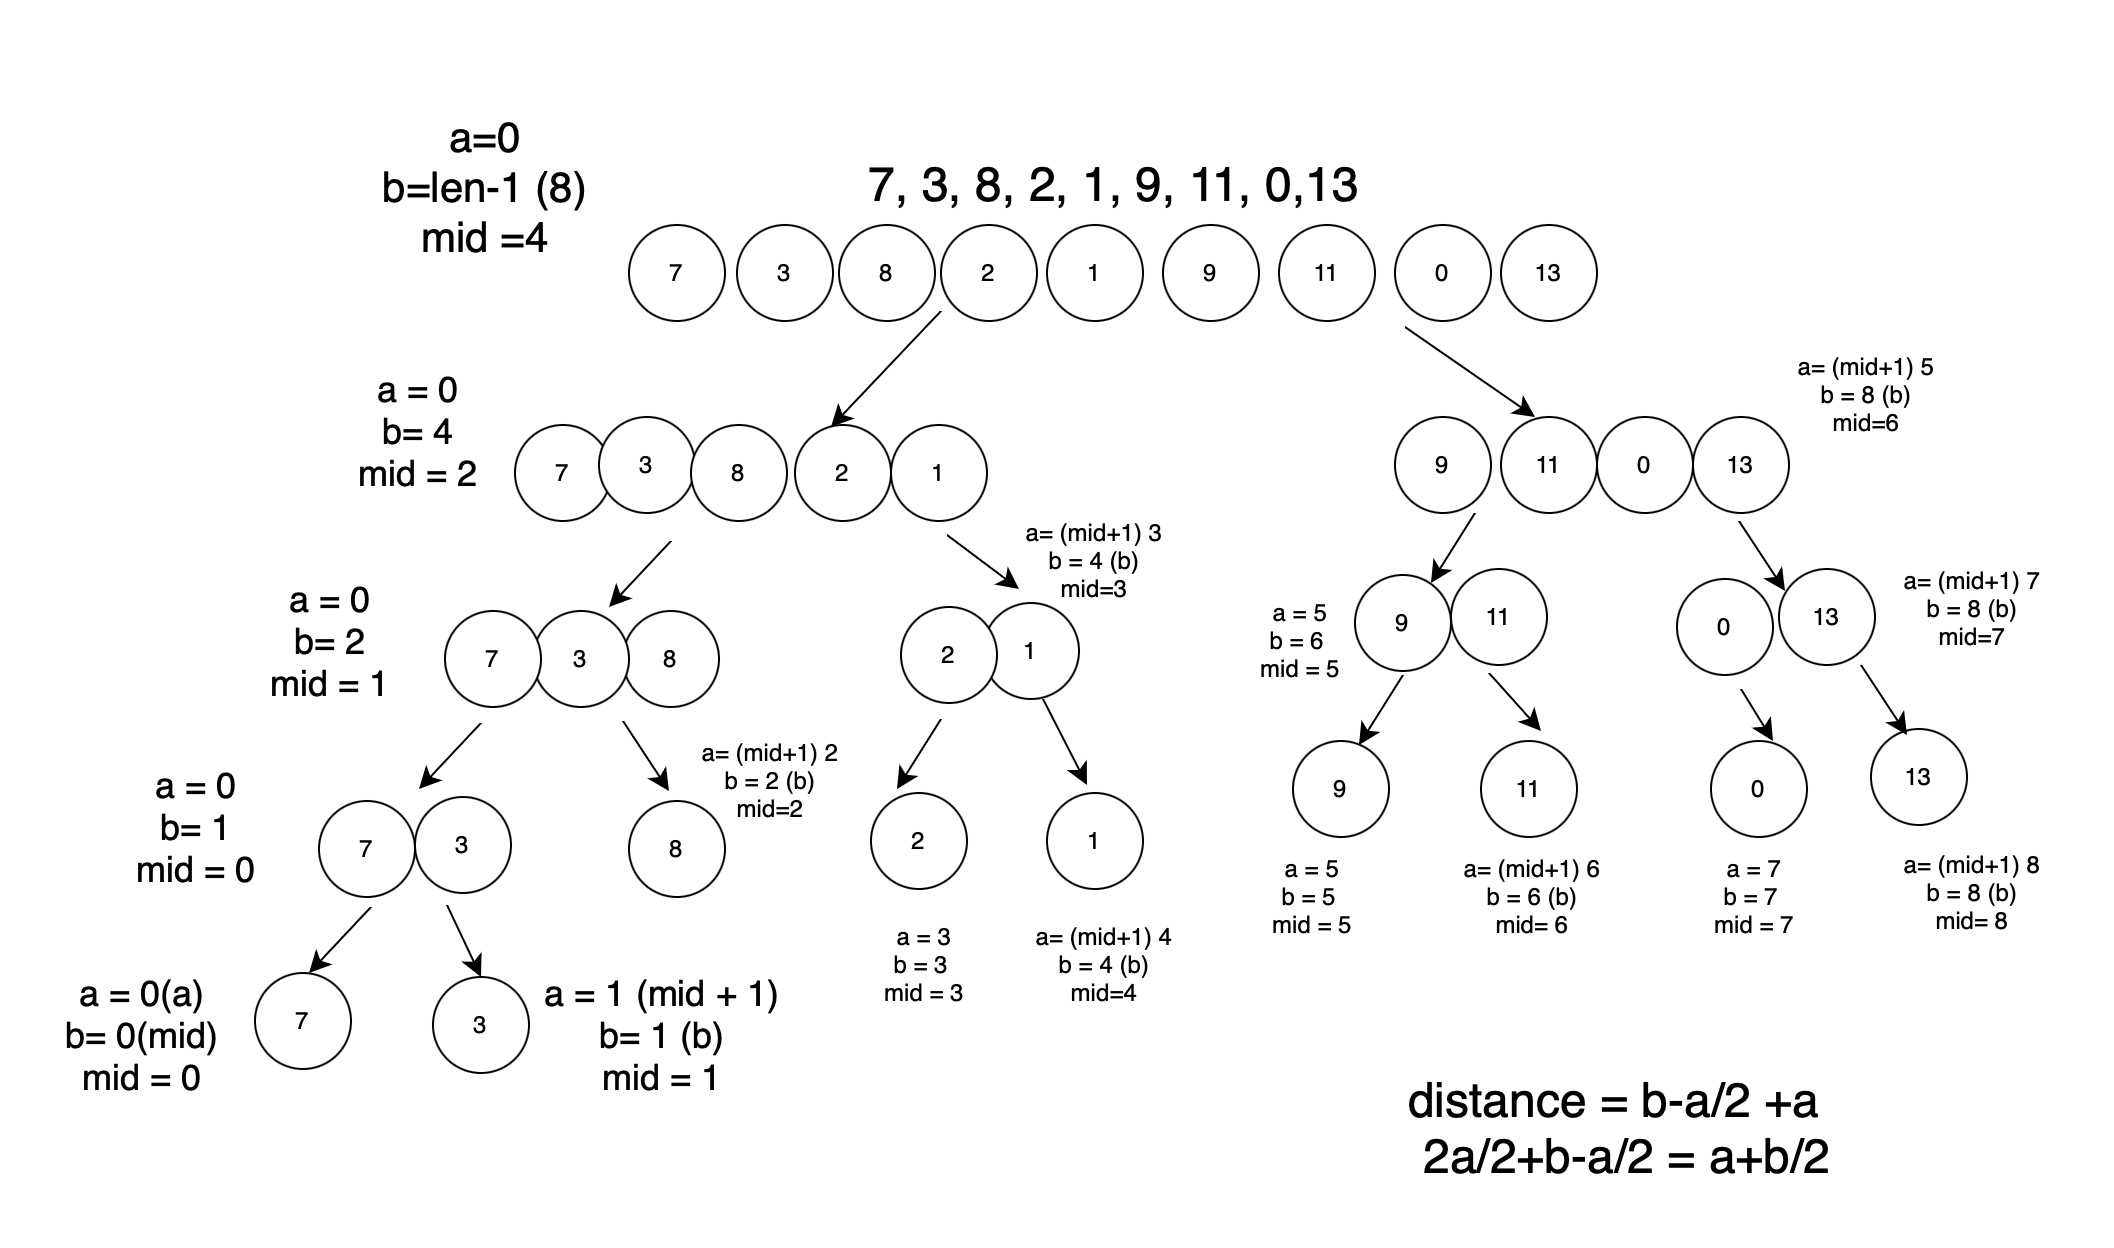 a=0
b=len-1 (8)
mid =4
7, 3, 8, 2, 1, 9, 11, 0,13
7 3 8 2 1 9 11 0 13
a = 0
b= 4
mid = 2
7 3 8 2 1
a= (mid+1) 5
b = 8 (b)
mid=6
9 11 0 13
a = 0
b= 2
mid = 1
7 3 8
a= (mid+1) 3
b = 4 (b)
mid=3
2 1
a = 5
b = 6
mid = 5
9 11
0 13
a= (mid+1) 7
b = 8 (b)
mid=7
a = 0
b= 1
mid = 0
7 3
a= (mid+1) 2
b = 2 (b)
mid=2
8
2
1
9
11
0
13
a = 3
b = 3
mid = 3
a= (mid+1) 4
b = 4 (b)
mid=4
a = 5
b = 5
mid = 5
a= (mid+1) 6
b = 6 (b)
mid= 6
a = 7
b = 7
mid = 7
a= (mid+1) 8
b = 8 (b)
mid= 8
a = 0(a)
b= 0(mid)
mid = 0
7
3
a = 1 (mid + 1)
b= 1 (b)
mid = 1
distance = b-a/2 +a
2a/2+b-a/2 = a+b/2